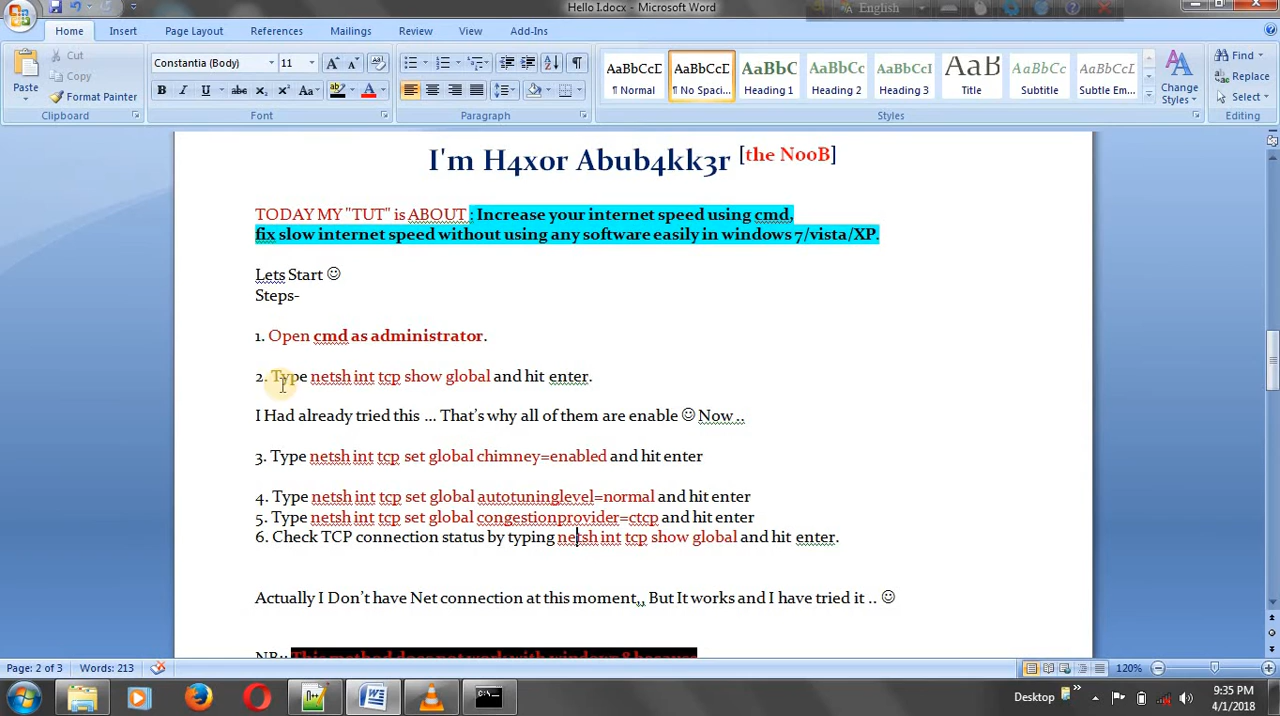 Hello I.docx - Microsoft Word
English
Home Insert Page Layout References Mailings Review View Add-Ins
Cut
Copy
Format Painter
Paste
Clipboard
Constantia (Body) 11
Font
Paragraph
AaBbCcD AaBbCcD AaBbC AaBbCc AaBbCcI AaB AaBbCcI AaBbCcD
¶ Normal ¶ No Spaci... Heading 1 Heading 2 Heading 3 Title Subtitle Subtle Em...
Change
Styles
Styles
Find
Replace
Select
Editing
I'm H4xor Abub4kk3r [the NooB]
TODAY MY "TUT" is ABOUT : Increase your internet speed using cmd,
fix slow internet speed without using any software easily in windows 7/vista/XP.
Lets Start ☺
Steps-
1. Open cmd as administrator.
2. Type netsh int tcp show global and hit enter.
I Had already tried this ... That's why all of them are enable ☺ Now ..
3. Type netsh int tcp set global chimney=enabled and hit enter
4. Type netsh int tcp set global autotuninglevel=normal and hit enter
5. Type netsh int tcp set global congestionprovider=ctcp and hit enter
6. Check TCP connection status by typing netsh int tcp show global and hit enter.
Actually I Don't have Net connection at this moment,, But It works and I have tried it .. ☺
Page: 2 of 3 Words: 213 120%
Desktop
9:35 PM
4/1/2018